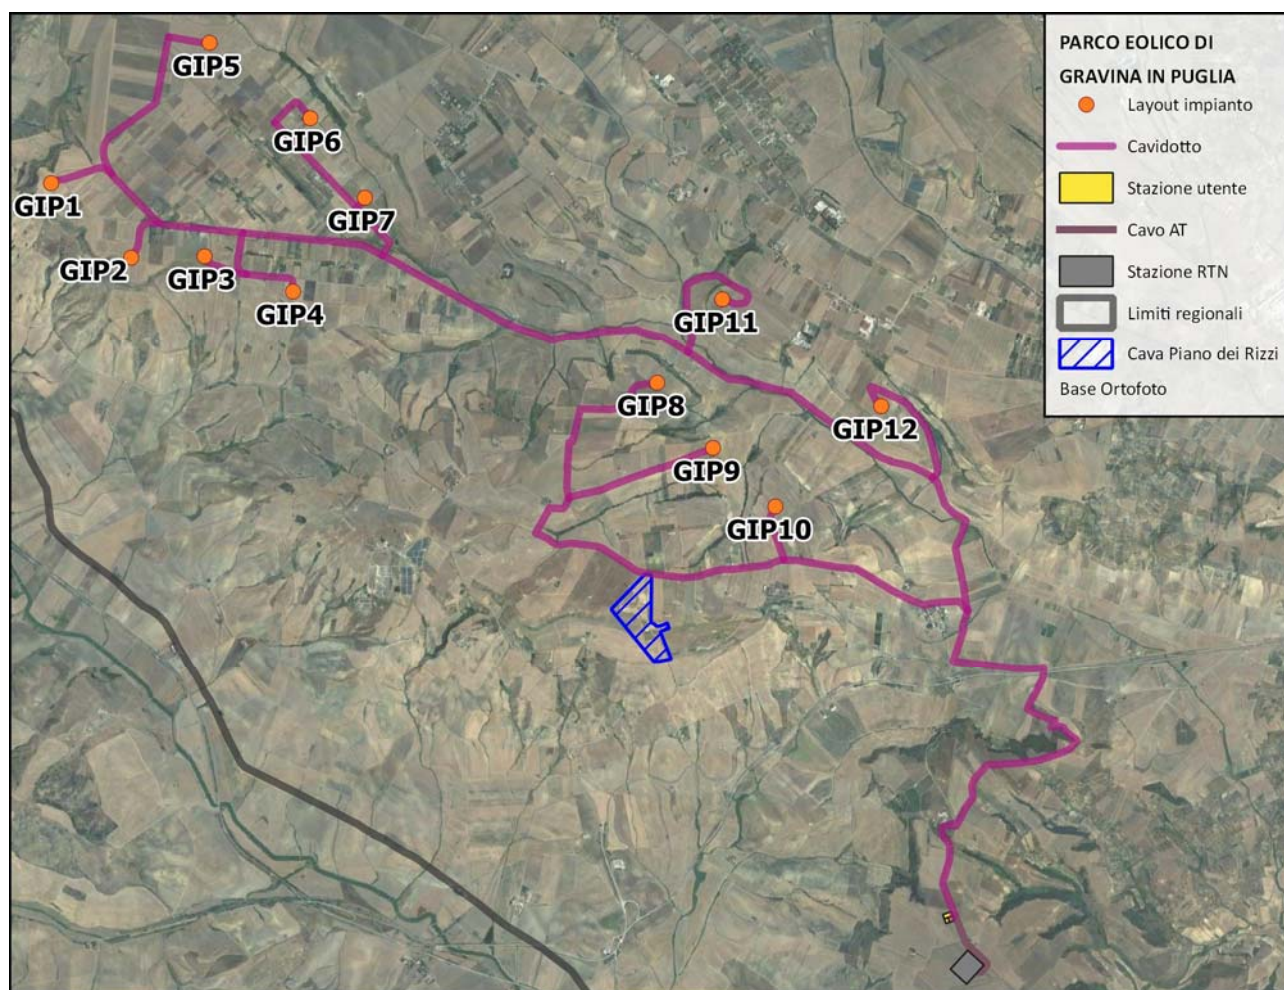 PARCO EOLICO DI
GRAVINA IN PUGLIA
Layout impianto
Cavidotto
Stazione utente
Cavo AT
Stazione RTN
Limiti regionali
Cava Piano dei Rizzi
Base Ortofoto
GIP5
GIP6
GIP1
GIP7
GIP2
GIP3
GIP4
GIP11
GIP8
GIP12
GIP9
GIP10